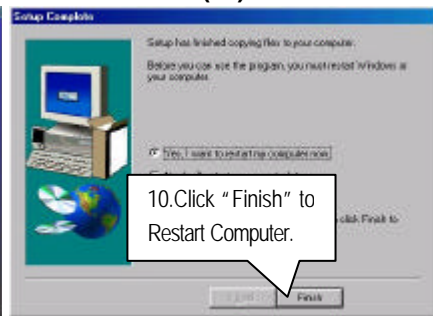 Setup Complete
Setup has finished copying files to your computer.
Before you can use the program, you must restart Windows or
your computer.
Yes, I want to restart my computer now.
10.Click “Finish” to
Restart Computer.
click Finish to
Finish